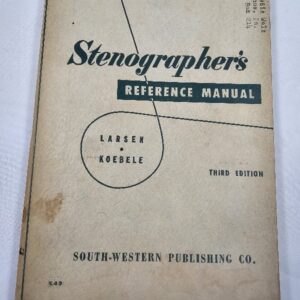 Stenographer's
REFERENCE MANUAL
LARSEN
•
KOEBELE
THIRD EDITION
SOUTH-WESTERN PUBLISHING CO.